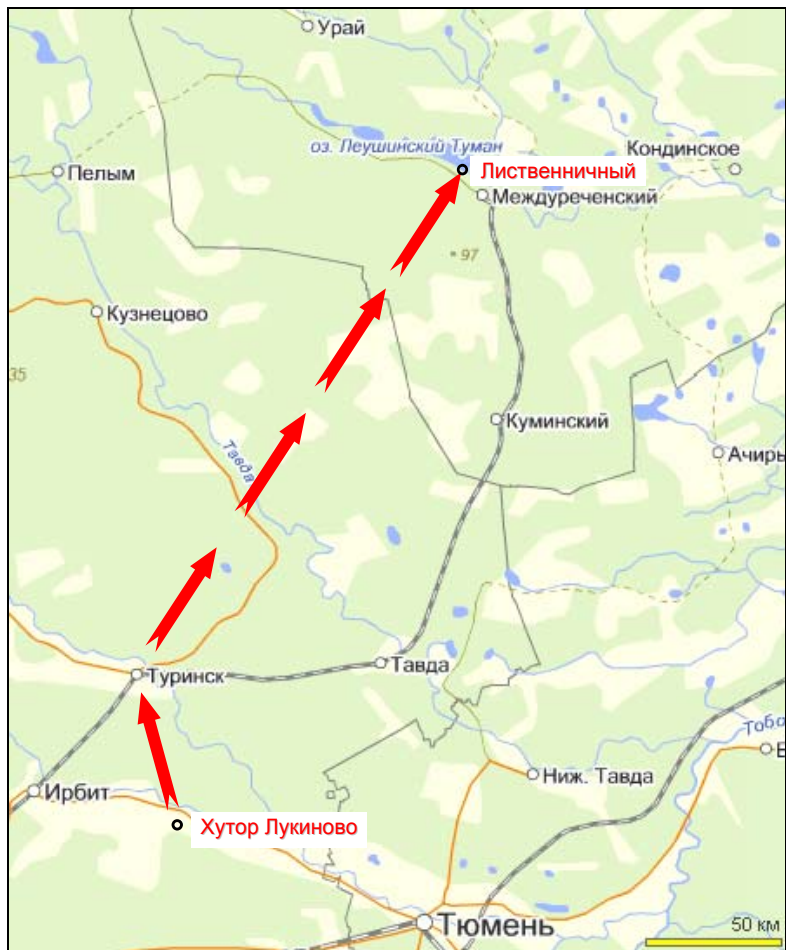 Урай
оз. Леушинский Туман
Кондинское
Лиственничный
Пелым
Междуреченский
97
Кузнецово
35
Куминский
Тавда
Ачиры
Тавда
Туринск
Тобо
Ниж. Тавда
Ирбит
Хутор Лукиново
Тюмень
50 км